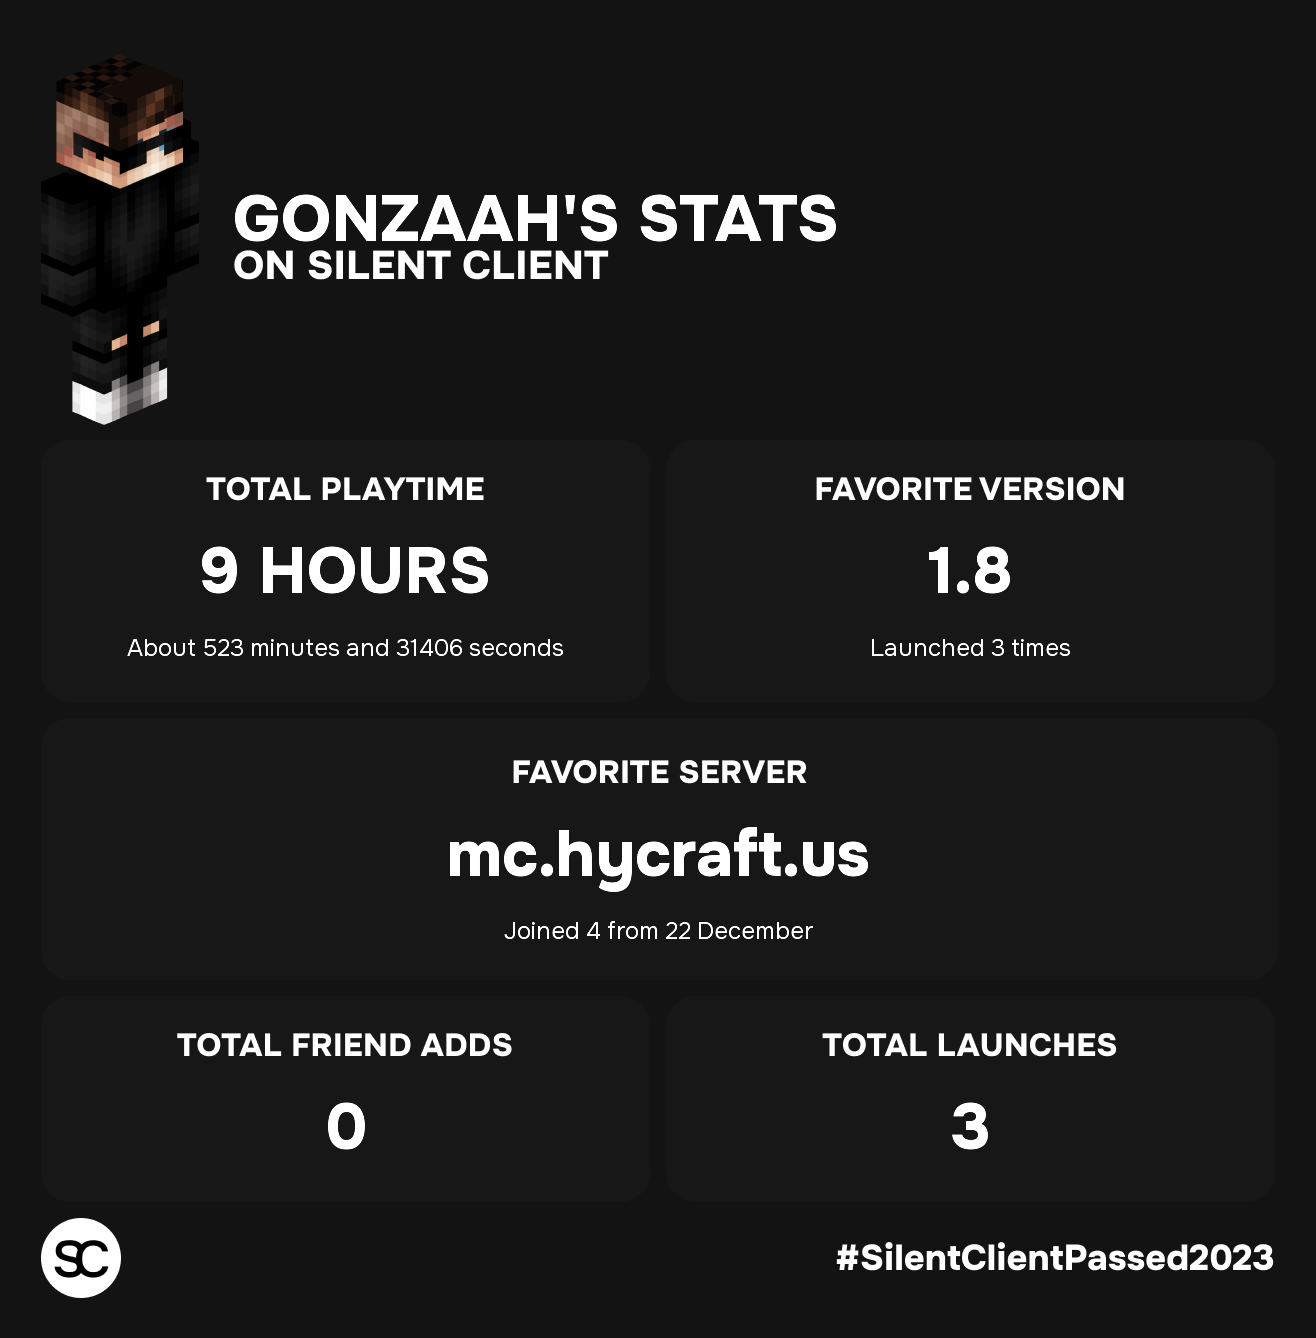 GONZAAH'S STATS
ON SILENT CLIENT
TOTAL PLAYTIME
9 HOURS
About 523 minutes and 31406 seconds
FAVORITE VERSION
1.8
Launched 3 times
FAVORITE SERVER
mc.hycraft.us
Joined 4 from 22 December
TOTAL FRIEND ADDS
0
TOTAL LAUNCHES
3
SC
#SilentClientPassed2023